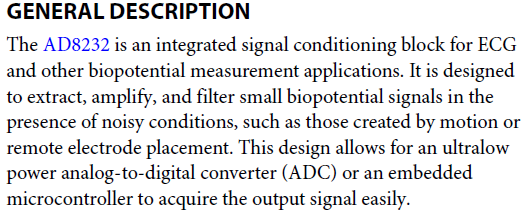 GENERAL DESCRIPTION
The AD8232 is an integrated signal conditioning block for ECG
and other biopotential measurement applications. It is designed
to extract, amplify, and filter small biopotential signals in the
presence of noisy conditions, such as those created by motion or
remote electrode placement. This design allows for an ultralow
power analog-to-digital converter (ADC) or an embedded
microcontroller to acquire the output signal easily.